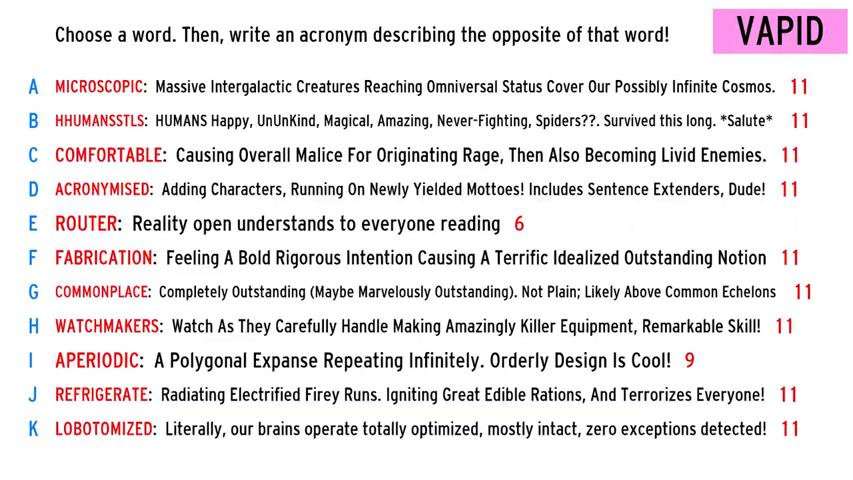 Choose a word. Then, write an acronym describing the opposite of that word!
VAPID
A MICROSCOPIC: Massive Intergalactic Creatures Reaching Omniversal Status Cover Our Possibly Infinite Cosmos. 11
B HHUMANSSTLS: HUMANS Happy, UnUnKind, Magical, Amazing, Never-Fighting, Spiders??. Survived this long. *Salute* 11
C COMFORTABLE: Causing Overall Malice For Originating Rage, Then Also Becoming Livid Enemies. 11
D ACRONYMISED: Adding Characters, Running On Newly Yielded Mottoes! Includes Sentence Extenders, Dude! 11
E ROUTER: Reality open understands to everyone reading 6
F FABRICATION: Feeling A Bold Rigorous Intention Causing A Terrific Idealized Outstanding Notion 11
G COMMONPLACE: Completely Outstanding (Maybe Marvelously Outstanding). Not Plain; Likely Above Common Echelons 11
H WATCHMAKERS: Watch As They Carefully Handle Making Amazingly Killer Equipment, Remarkable Skill! 11
I APERIODIC: A Polygonal Expanse Repeating Infinitely. Orderly Design Is Cool! 9
J REFRIGERATE: Radiating Electrified Firey Runs. Igniting Great Edible Rations, And Terrorizes Everyone! 11
K LOBOTOMIZED: Literally, our brains operate totally optimized, mostly intact, zero exceptions detected! 11